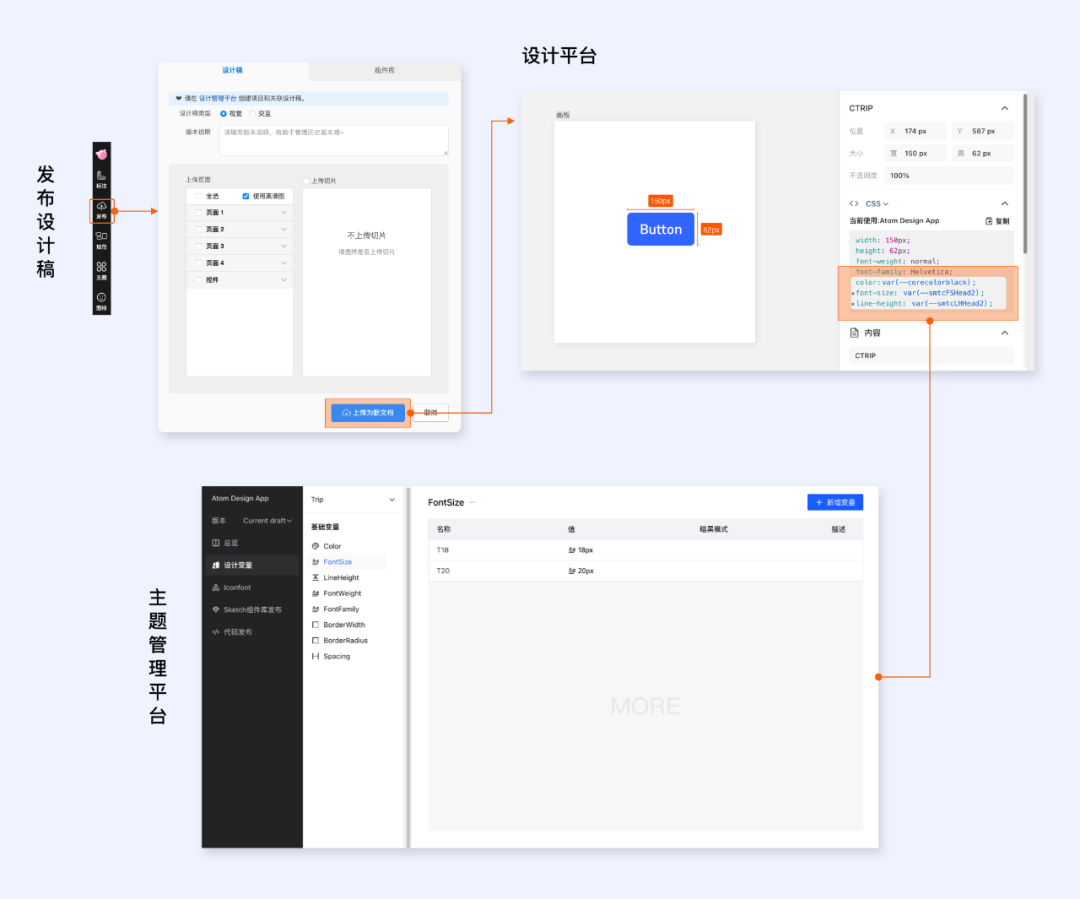 设计平台
发布设计稿
标注
发布
规范
主题
图标
设计稿
组件库
请在 设计管理平台 创建项目和关联设计稿。
设计稿类型 视觉 交互
版本说明 请填写版本说明，有助于管理历史版本哦~
上传页面
上传切片
全选 使用高清图
页面 1
页面 2
页面 3
页面 4
控件
不上传切片
请选择是否上传切片
上传为新文档
取消
画板
150px
Button
62px
CTRIP
位置 X 174 px Y 587 px
大小 宽 150 px 高 62 px
不透明度 100%
<> CSS
当前使用:Atom Design App 复制
width: 150px;
height: 62px;
font-weight: normal;
font-family: Helvetica;
color:var(--corecolorblack);
font-size: var(--smtcFSHead2);
line-height: var(--smtcLHHead2);
内容
CTRIP
主题管理平台
Atom Design App
版本 Current draft
总览
设计变量
Iconfont
Sketch组件库发布
代码发布
Trip
基础变量
Color
FontSize
LineHeight
FontWeight
FontFamily
BorderWidth
BorderRadius
Spacing
FontSize ···
+ 新增变量
名称 值 暗黑模式 描述
T18 18px
T20 20px
MORE